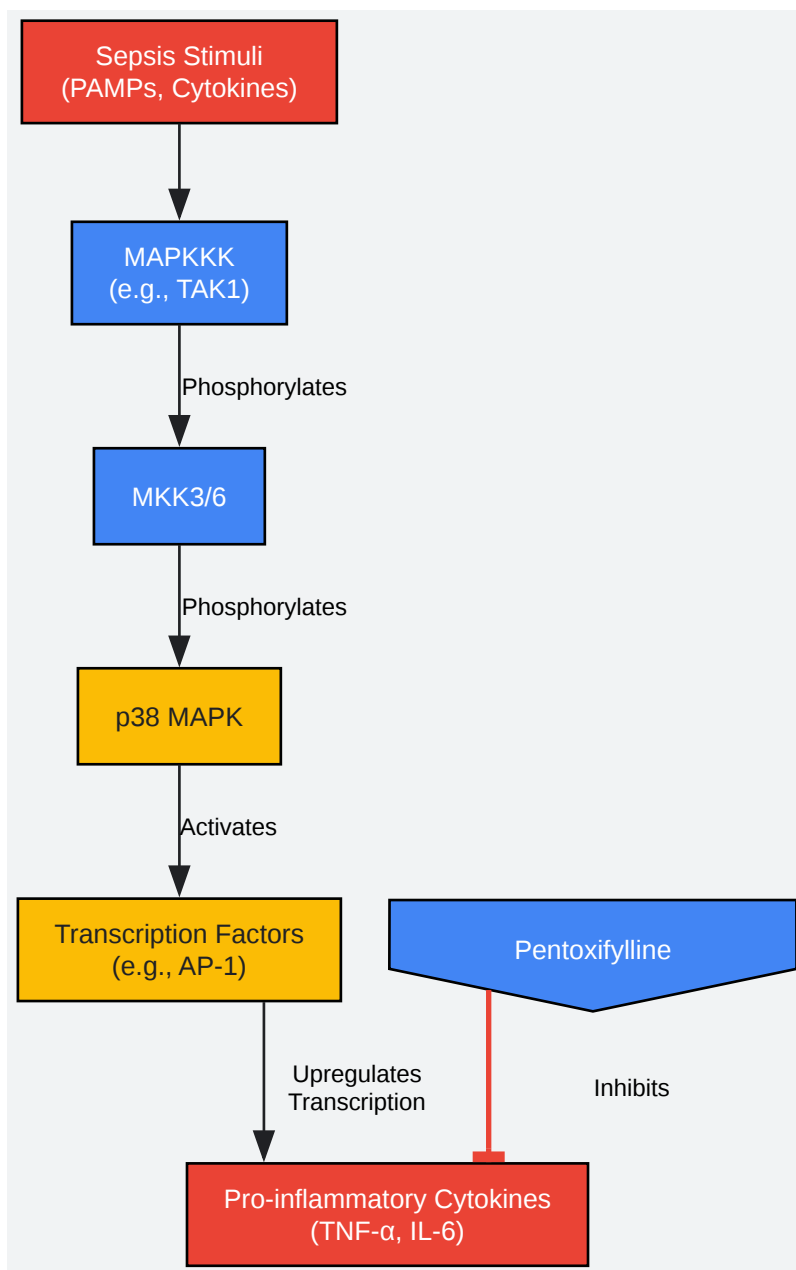 Sepsis Stimuli
(PAMPs, Cytokines)
MAPKKK
(e.g., TAK1)
Phosphorylates
MKK3/6
Phosphorylates
p38 MAPK
Activates
Transcription Factors
(e.g., AP-1)
Pentoxifylline
Upregulates
Transcription
Inhibits
Pro-inflammatory Cytokines
(TNF-α, IL-6)